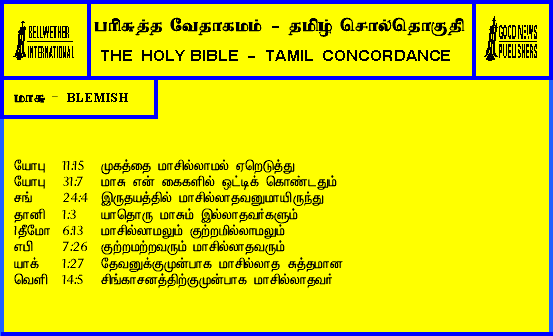 BELLWETHER
INTERNATIONAL
பரிசுத்த வேதாகமம் - தமிழ் சொல்தொகுதி
THE HOLY BIBLE - TAMIL CONCORDANCE
GOOD NEWS
PUBLISHERS
மாசு - BLEMISH
யோபு 11:15 முகத்தை மாசில்லாமல் ஏறெடுத்து
யோபு 31:7 மாசு என் கைகளில் ஒட்டிக் கொண்டதும்
சங் 24:4 இருதயத்தில் மாசில்லாதவனுமாயிருந்து
தானி 1:3 யாதொரு மாசும் இல்லாதவர்களும்
1தீமோ 6:13 மாசில்லாமலும் குற்றமில்லாமலும்
எபி 7:26 குற்றமற்றவரும் மாசில்லாதவரும்
யாக் 1:27 தேவனுக்குமுன்பாக மாசில்லாத சுத்தமான
வெளி 14:5 சிங்காசனத்திற்குமுன்பாக மாசில்லாதவர்